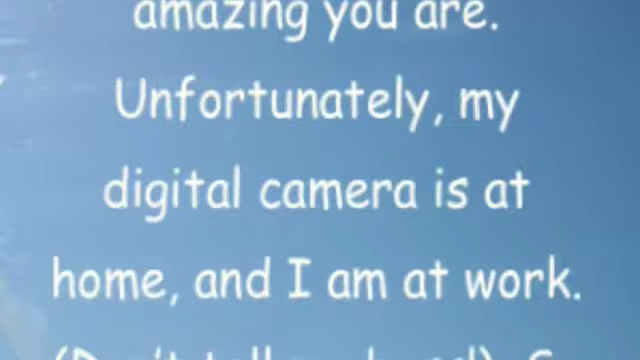 amazing you are.
Unfortunately, my
digital camera is at
home, and I am at work.